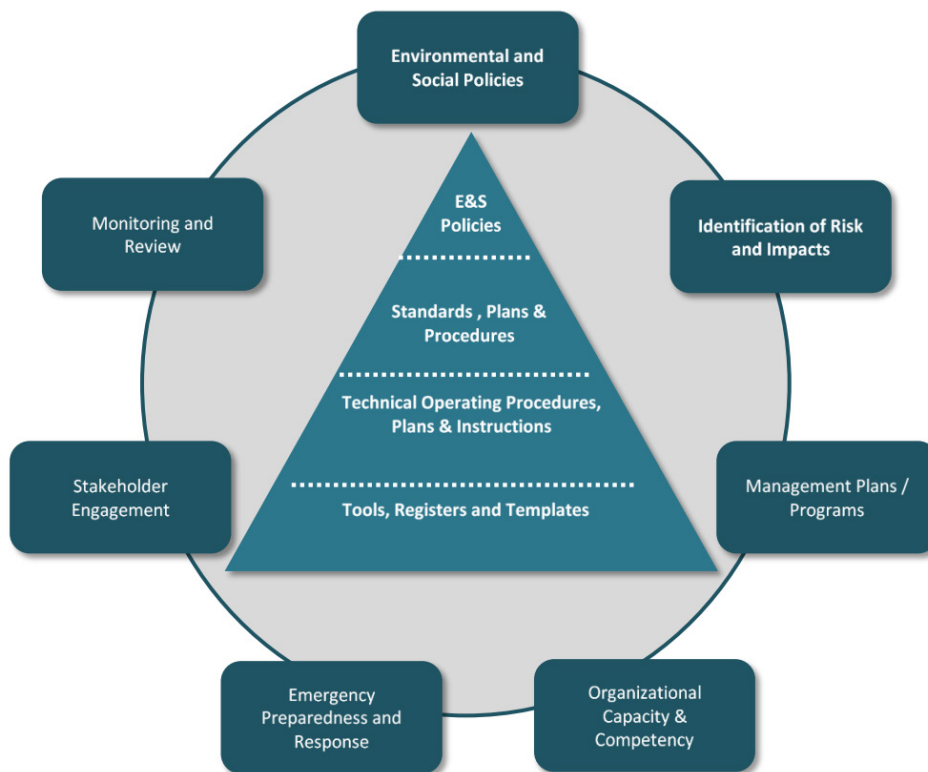 Environmental and
Social Policies
Monitoring and
Review
E&S
Policies
Identification of Risk
and Impacts
Standards , Plans &
Procedures
Technical Operating Procedures,
Plans & Instructions
Stakeholder
Engagement
Management Plans /
Programs
Tools, Registers and Templates
Emergency
Preparedness and
Response
Organizational
Capacity &
Competency